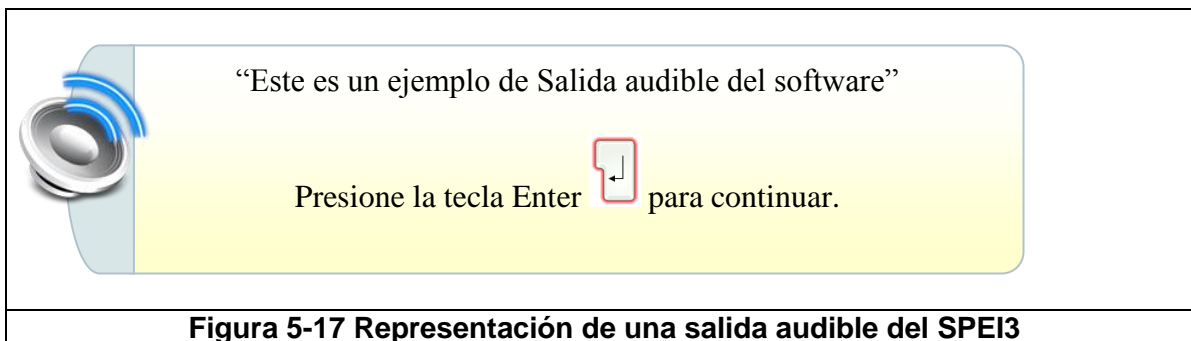 “Este es un ejemplo de Salida audible del software”
Presione la tecla Enter para continuar.
Figura 5-17 Representación de una salida audible del SPEI3